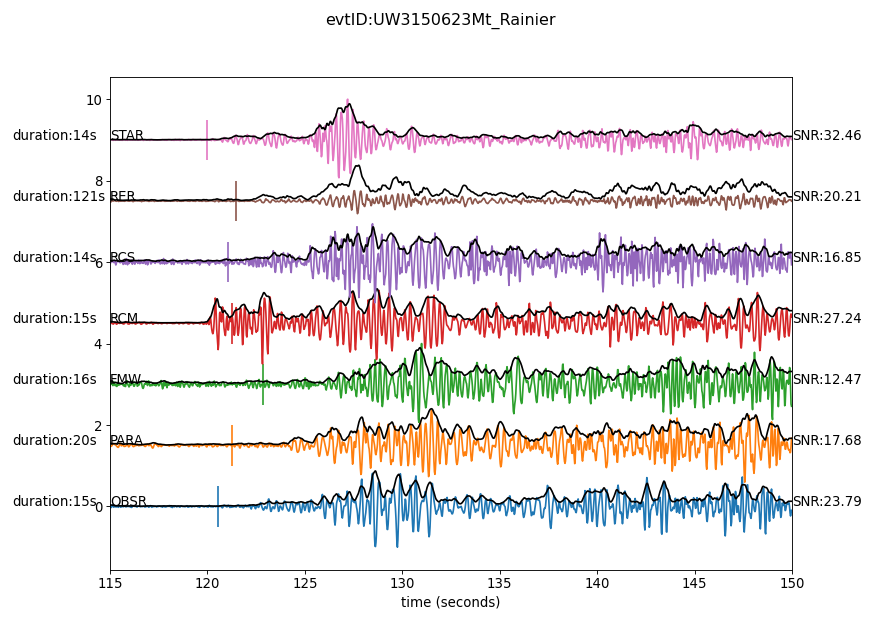 evtID:UW3150623Mt_Rainier
10
duration:14s STAR SNR:32.46
8
duration:121s RER SNR:20.21
duration:14s RCS SNR:16.85
6
duration:15s RCM SNR:27.24
4
duration:16s FMW SNR:12.47
2
duration:20s PARA SNR:17.68
duration:15s OBSR SNR:23.79
0
115 120 125 130 135 140 145 150
time (seconds)